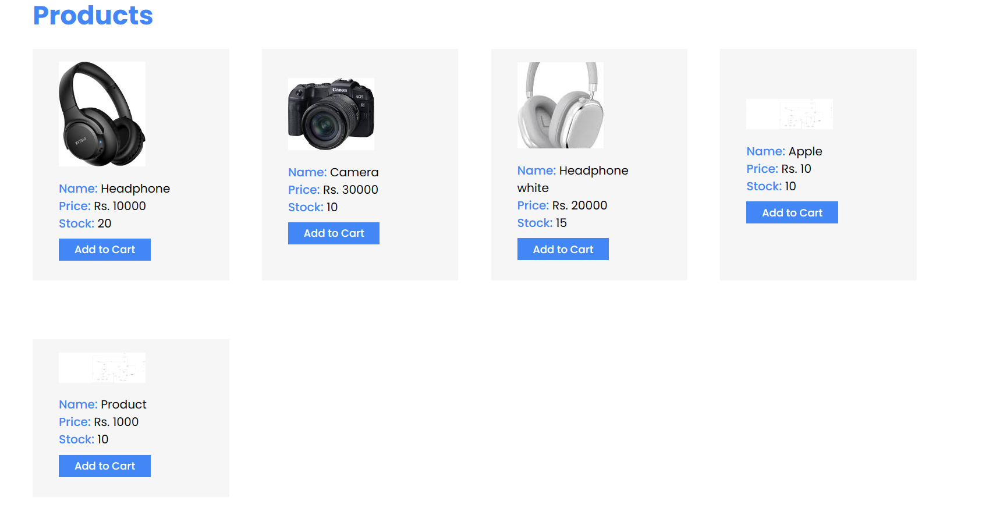 Products
KVIDIO
Name: Headphone
Price: Rs. 10000
Stock: 20
Add to Cart
Canon
EOS
R
Name: Camera
Price: Rs. 30000
Stock: 10
Add to Cart
Name: Headphone
white
Price: Rs. 20000
Stock: 15
Add to Cart
Name: Apple
Price: Rs. 10
Stock: 10
Add to Cart
Name: Product
Price: Rs. 1000
Stock: 10
Add to Cart